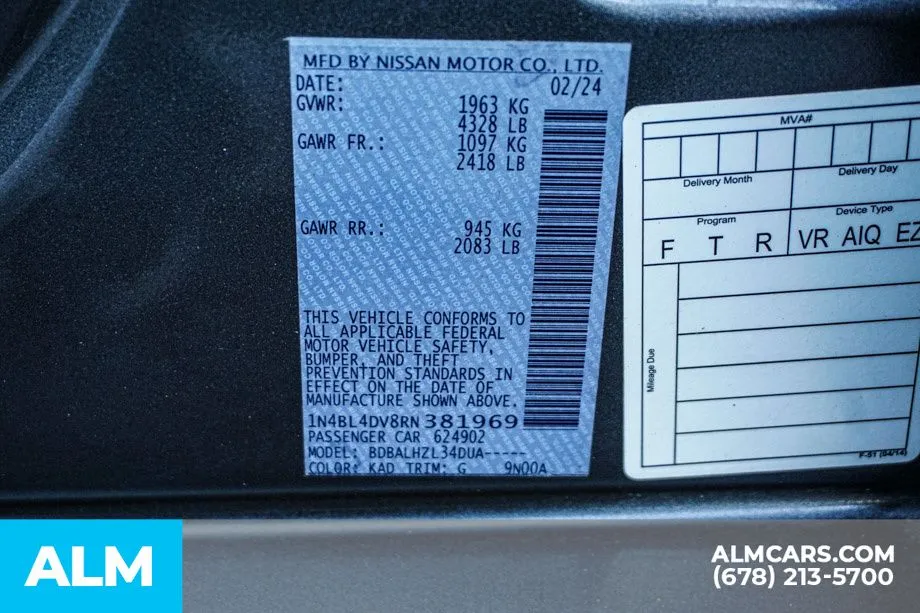 MFD BY NISSAN MOTOR CO., LTD.
DATE: 02/24
GVWR: 1963 KG
4328 LB
GAWR FR.: 1097 KG
2418 LB
GAWR RR.: 945 KG
2083 LB
THIS VEHICLE CONFORMS TO
ALL APPLICABLE FEDERAL
MOTOR VEHICLE SAFETY,
BUMPER, AND THEFT
PREVENTION STANDARDS IN
EFFECT ON THE DATE OF
MANUFACTURE SHOWN ABOVE.
1N4BL4DV8RN381969
PASSENGER CAR 624902
MODEL: BDBALHZL34DUA-----
COLOR: KAD TRIM: G 9N00A
MVA#
Delivery Month Delivery Day
Program Device Type
F T R VR AIQ EZ
Mileage Due
F-51 (04/14)
ALM
ALMCARS.COM
(678) 213-5700